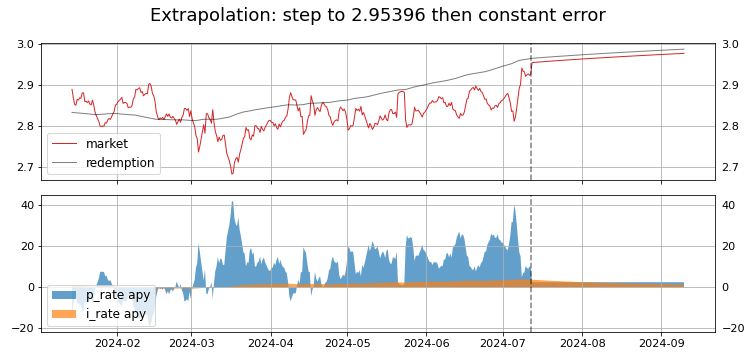 Extrapolation: step to 2.95396 then constant error
3.0 3.0
2.9 2.9
2.8 2.8
2.7 2.7
market
redemption
40 40
20 20
0 0
−20 −20
p_rate apy
i_rate apy
2024-02 2024-03 2024-04 2024-05 2024-06 2024-07 2024-08 2024-09